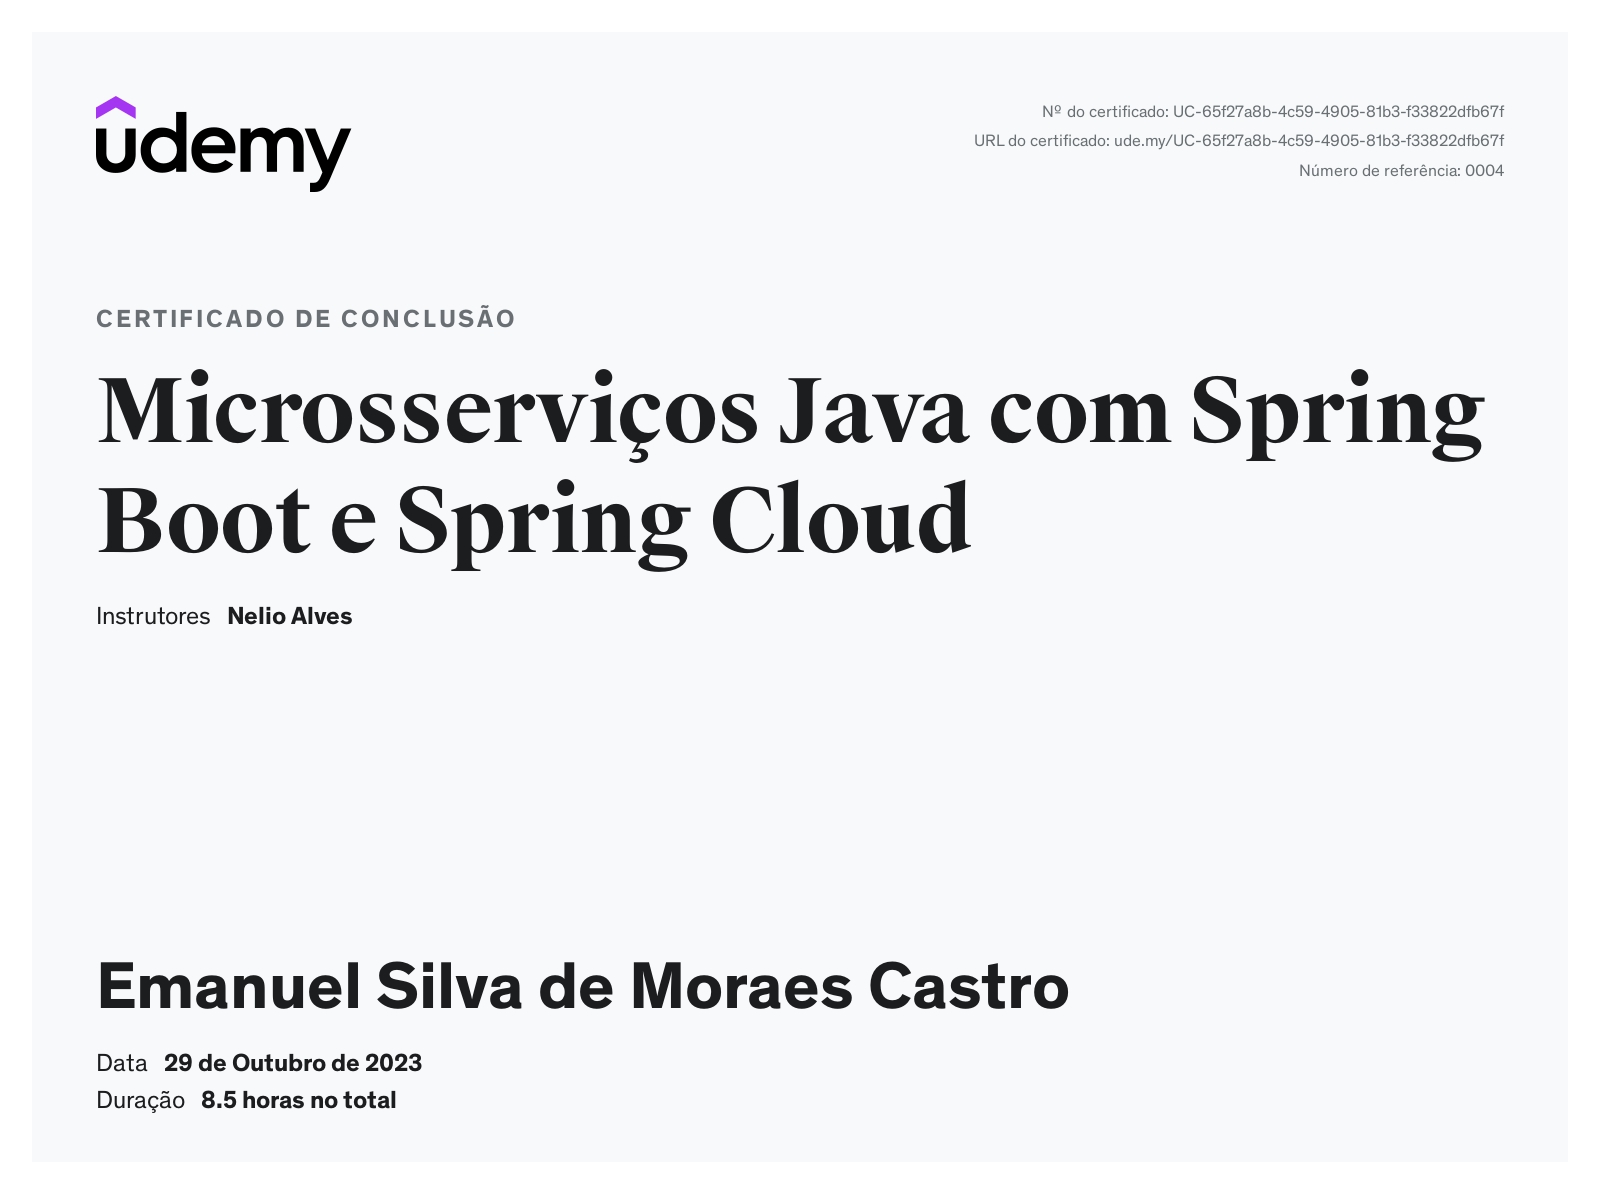 udemy
Nº do certificado: UC-65f27a8b-4c59-4905-81b3-f33822dfb67f
URL do certificado: ude.my/UC-65f27a8b-4c59-4905-81b3-f33822dfb67f
Número de referência: 0004
CERTIFICADO DE CONCLUSÃO
Microsserviços Java com Spring
Boot e Spring Cloud
Instrutores Nelio Alves
Emanuel Silva de Moraes Castro
Data 29 de Outubro de 2023
Duração 8.5 horas no total